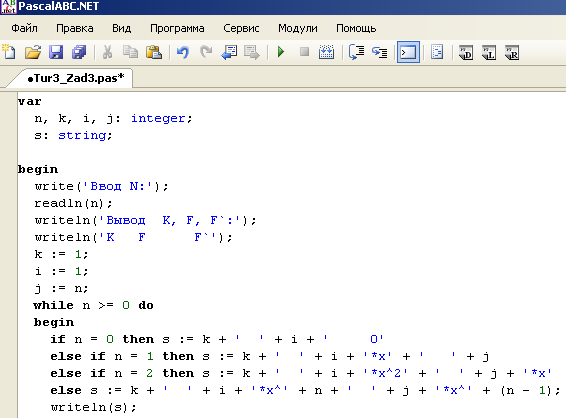 PascalABC.NET
Файл Правка Вид Программа Сервис Модули Помощь
●Tur3_Zad3.pas*
var
  n, k, i, j: integer;
  s: string;
begin
  write('Ввод N:');
  readln(n);
  writeln('Вывод  K, F, F`:');
  writeln('K   F      F`');
  k := 1;
  i := 1;
  j := n;
  while n >= 0 do
  begin
    if n = 0 then s := k + '  ' + i + '     0'
    else if n = 1 then s := k + '  ' + i + '*x' + '   ' + j
    else if n = 2 then s := k + '  ' + i + '*x^2' + '  ' + j + '*x'
    else s := k + '  ' + i + '*x^' + n + '  ' + j + '*x^' + (n - 1);
    writeln(s);